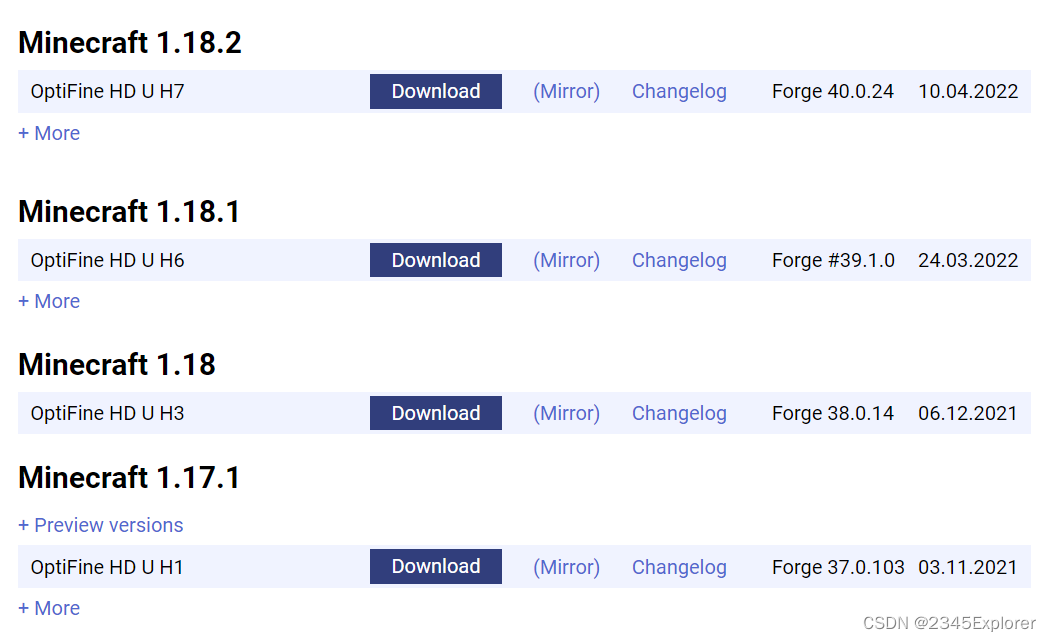 Minecraft 1.18.2
OptiFine HD U H7 Download (Mirror) Changelog Forge 40.0.24 10.04.2022
+ More
Minecraft 1.18.1
OptiFine HD U H6 Download (Mirror) Changelog Forge #39.1.0 24.03.2022
+ More
Minecraft 1.18
OptiFine HD U H3 Download (Mirror) Changelog Forge 38.0.14 06.12.2021
Minecraft 1.17.1
+ Preview versions
OptiFine HD U H1 Download (Mirror) Changelog Forge 37.0.103 03.11.2021
+ More
CSDN @2345Explorer